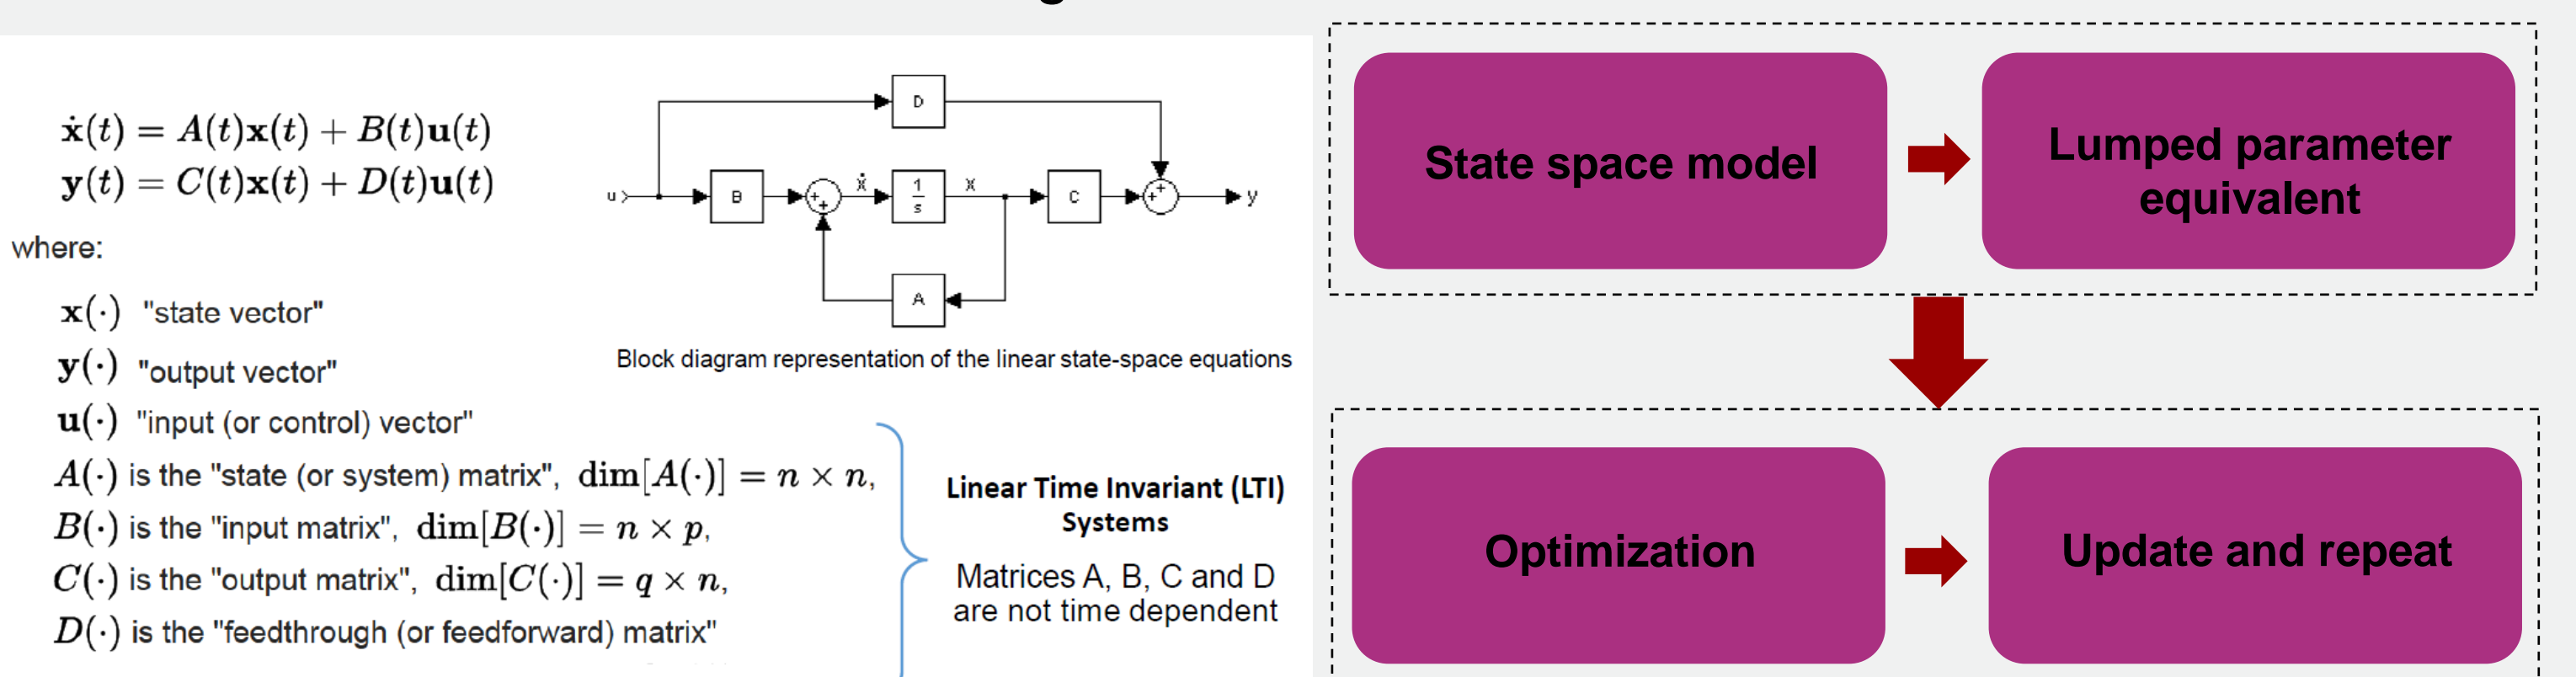 ẋ(t) = A(t)x(t) + B(t)u(t)
y(t) = C(t)x(t) + D(t)u(t)
where:
x(·) "state vector"
y(·) "output vector"
u(·) "input (or control) vector"
A(·) is the "state (or system) matrix", dim[A(·)] = n × n,
B(·) is the "input matrix", dim[B(·)] = n × p,
C(·) is the "output matrix", dim[C(·)] = q × n,
D(·) is the "feedthrough (or feedforward) matrix"
D
u
B
+
+
ẋ
1
s
x
C
+
+
y
A
Block diagram representation of the linear state-space equations
Linear Time Invariant (LTI)
Systems
Matrices A, B, C and D
are not time dependent
State space model
Lumped parameter
equivalent
Optimization
Update and repeat